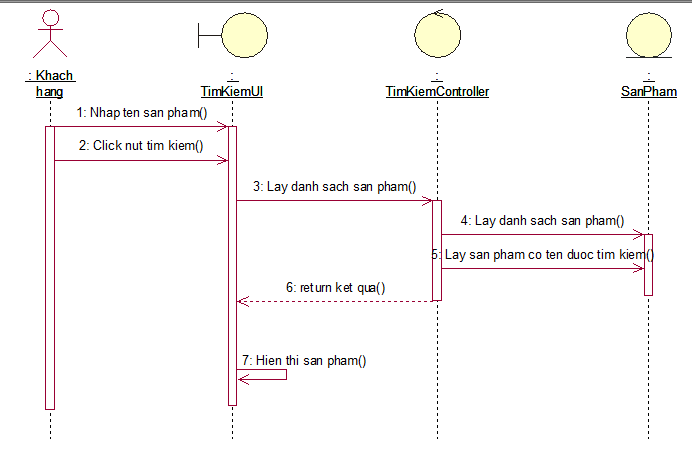 : Khach
hang
:
TimKiemUI
:
TimKiemController
:
SanPham
1: Nhap ten san pham()
2: Click nut tim kiem()
3: Lay danh sach san pham()
4: Lay danh sach san pham()
5: Lay san pham co ten duoc tim kiem()
6: return ket qua()
7: Hien thi san pham()